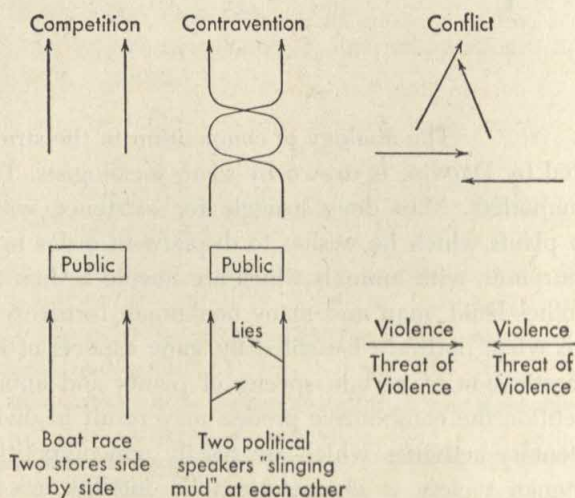 Competition
Contravention
Conflict
Public
Public
Lies
Violence
Threat of
Violence
Violence
Threat of
Violence
Boat race
Two stores side
by side
Two political
speakers "slinging
mud" at each other